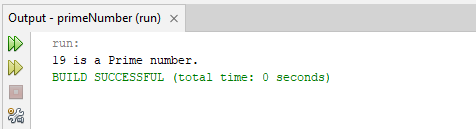 Output - primeNumber (run) ×
run:
19 is a Prime number.
BUILD SUCCESSFUL (total time: 0 seconds)